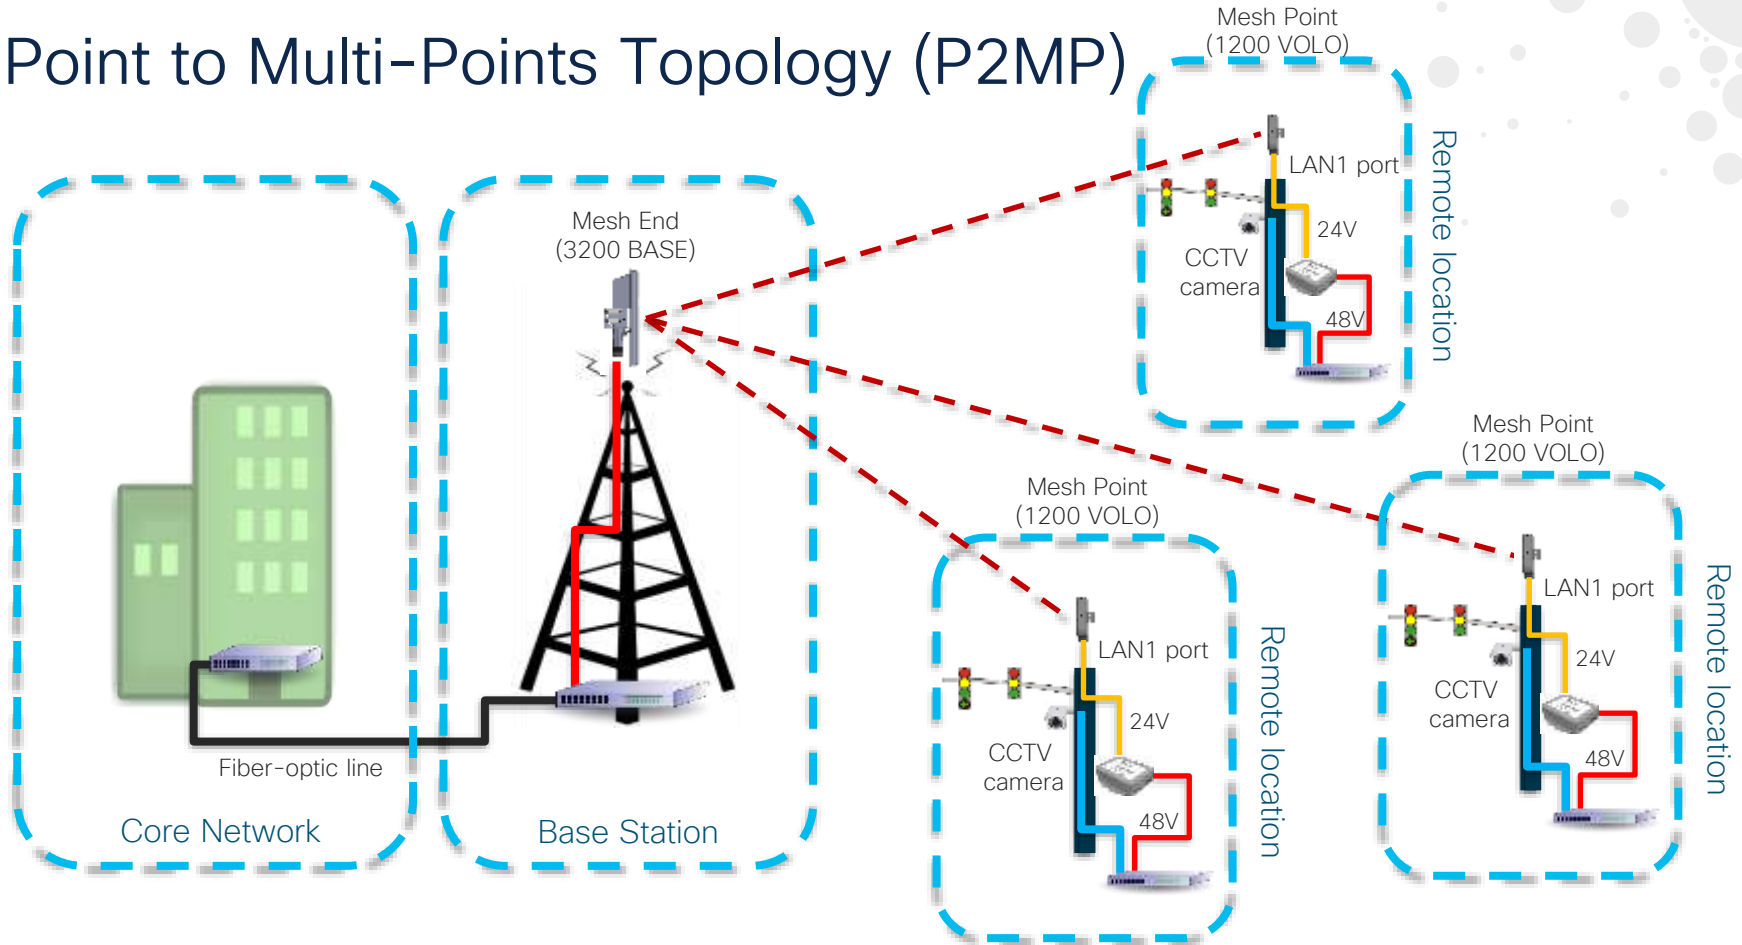 Point to Multi-Points Topology (P2MP)
Mesh Point
(1200 VOLO)
LAN1 port
24V
CCTV
camera
48V
Remote location
Mesh End
(3200 BASE)
Fiber-optic line
Core Network
Base Station
Mesh Point
(1200 VOLO)
LAN1 port
24V
CCTV
camera
48V
Remote location
Mesh Point
(1200 VOLO)
LAN1 port
24V
CCTV
camera
48V
Remote location